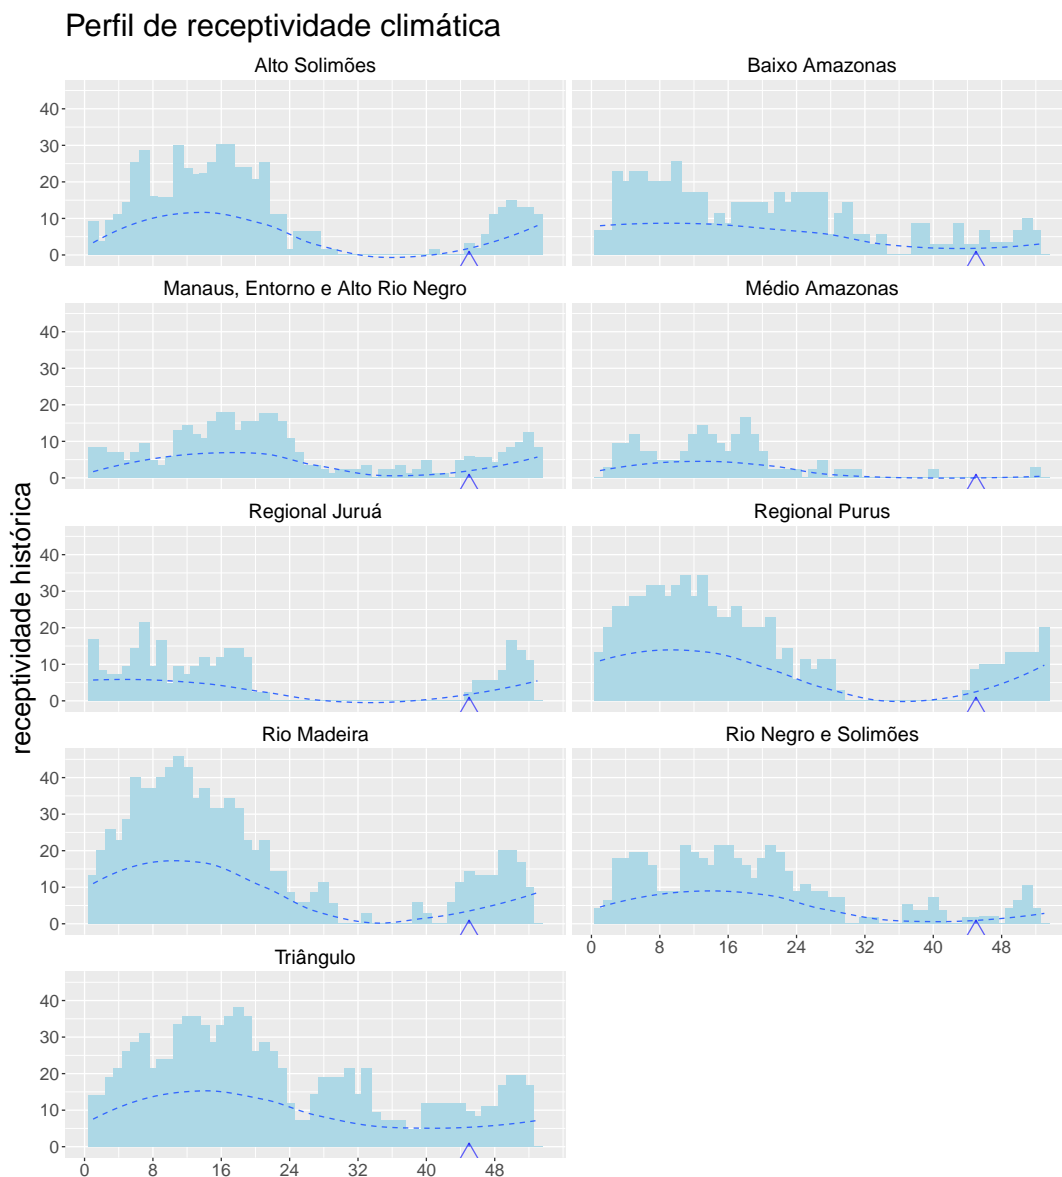 Perfil de receptividade climática
Alto Solimões
Baixo Amazonas
40
30
20
10
0
Manaus, Entorno e Alto Rio Negro
Médio Amazonas
40
30
20
10
0
Regional Juruá
Regional Purus
40
30
20
10
0
receptividade histórica
Rio Madeira
Rio Negro e Solimões
40
30
20
10
0
0 8 16 24 32 40 48
Triângulo
40
30
20
10
0
0 8 16 24 32 40 48